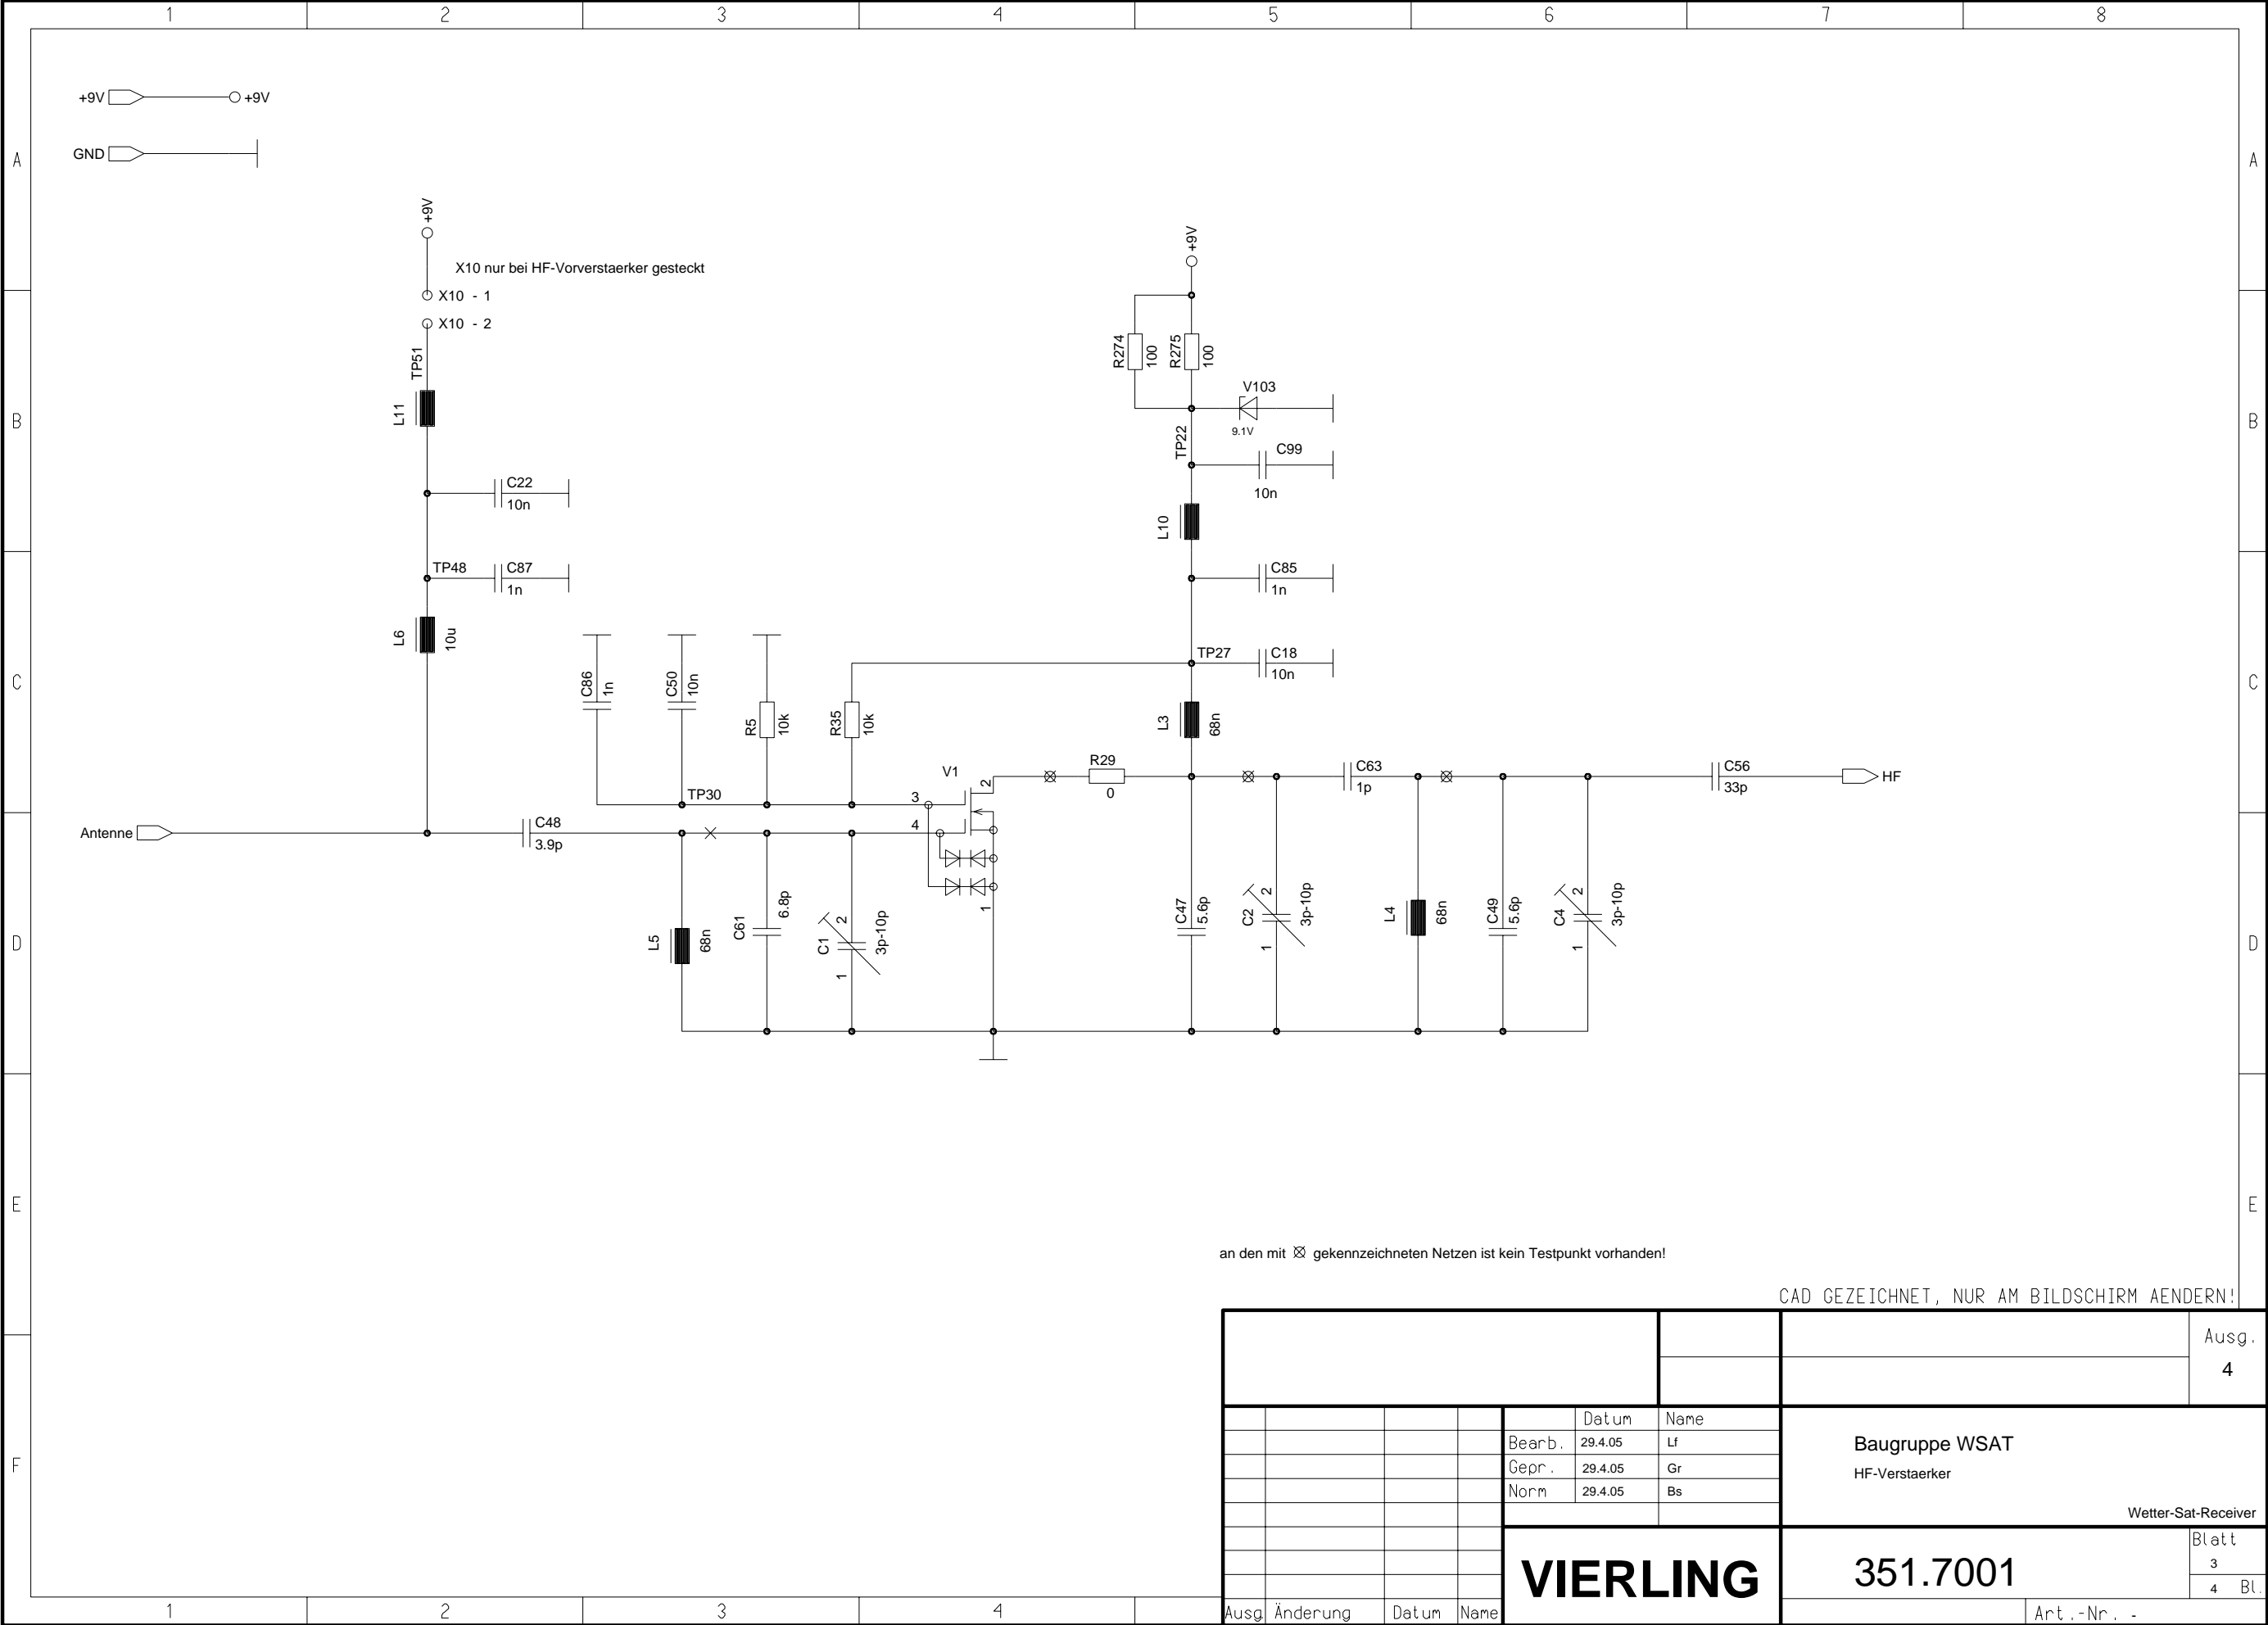 1 2 3 4 5 6 7 8
+9V +9V
GND
A A
+9V
X10 nur bei HF-Vorverstaerker gesteckt
X10 - 1
X10 - 2
TP51
L11
B B
C22
10n
TP48
C87
1n
L6
10u
+9V
R274
100
R275
100
V103
9.1V
TP22
C99
10n
L10
C85
1n
TP27
C18
10n
L3
68n
C C
C86
1n
C50
10n
R5
10k
R35
10k
TP30
V1
3
4
2
1
R29
0
C63
1p
C56
33p
HF
Antenne
C48
3.9p
L5
68n
C61
6.8p
C1
2
1
3p-10p
C47
5.6p
C2
2
1
3p-10p
L4
68n
C49
5.6p
C4
2
1
3p-10p
D D
E E
an den mit gekennzeichneten Netzen ist kein Testpunkt vorhanden!
CAD GEZEICHNET, NUR AM BILDSCHIRM AENDERN!
F
Ausg.
4
Datum Name
Bearb. 29.4.05 Lf
Gepr. 29.4.05 Gr
Norm 29.4.05 Bs
Baugruppe WSAT
HF-Verstaerker
Wetter-Sat-Receiver
VIERLING
351.7001
Blatt
3
4 Bl.
Ausg Änderung Datum Name
Art.-Nr. -
1 2 3 4